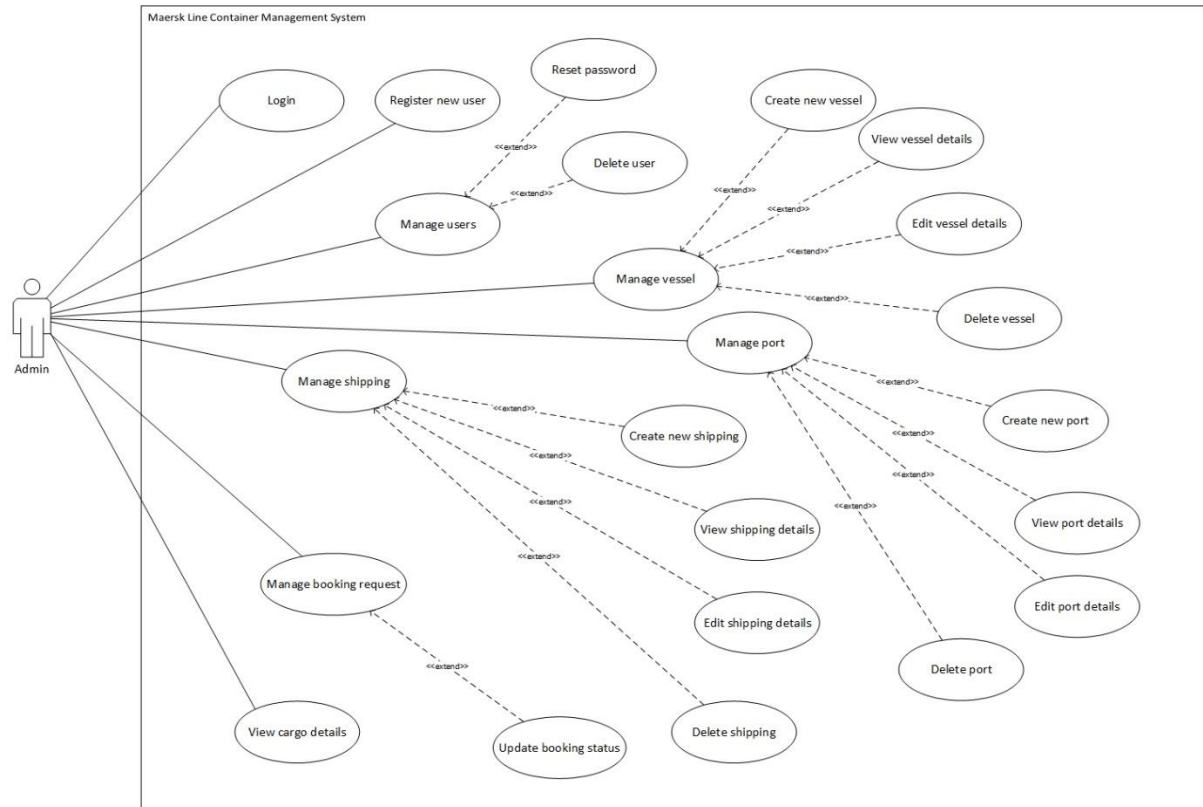 Maersk Line Container Management System
Reset password
Login
Register new user
Create new vessel
View vessel details
<<extend>>
<<extend>>
Delete user
<<extend>>
<<extend>>
Manage users
<<extend>>
Edit vessel details
<<extend>>
Manage vessel
<<extend>>
Delete vessel
Admin
Manage port
Manage shipping
<<extend>>
<<extend>>
Create new port
Create new shipping
<<extend>>
<<extend>>
<<extend>>
<<extend>>
<<extend>>
View port details
View shipping details
<<extend>>
Manage booking request
Edit port details
Edit shipping details
<<extend>>
Delete port
View cargo details
Update booking status
Delete shipping